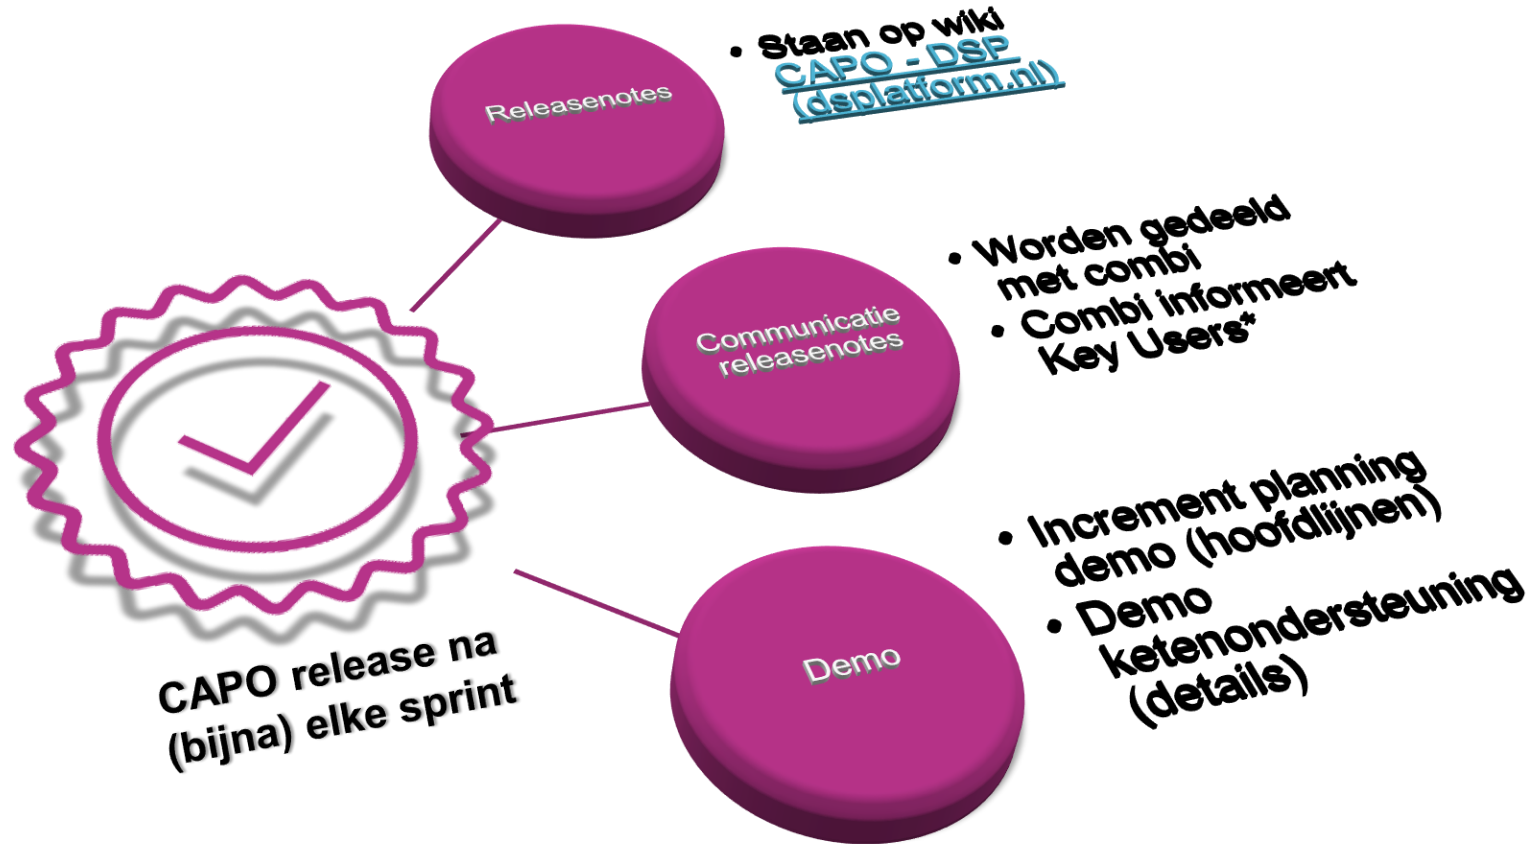 Releasenotes
• Staan op wiki
CAPO - DSP
(dsplatform.nl)
Communicatie
releasenotes
• Worden gedeeld
met combi
• Combi informeert
Key Users*
Demo
• Increment planning
demo (hoofdlijnen)
• Demo
ketenondersteuning
(details)
CAPO release na
(bijna) elke sprint